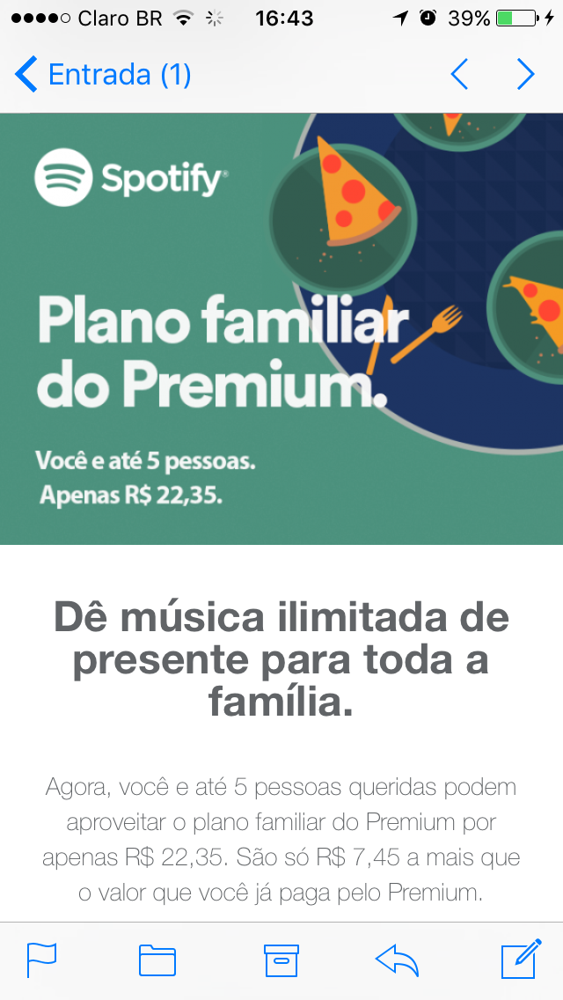 Claro BR 16:43 39%
Entrada (1)
Spotify®
Plano familiar
do Premium.
Você e até 5 pessoas.
Apenas R$ 22,35.
Dê música ilimitada de
presente para toda a
família.
Agora, você e até 5 pessoas queridas podem
aproveitar o plano familiar do Premium por
apenas R$ 22,35. São só R$ 7,45 a mais que
o valor que você já paga pelo Premium.